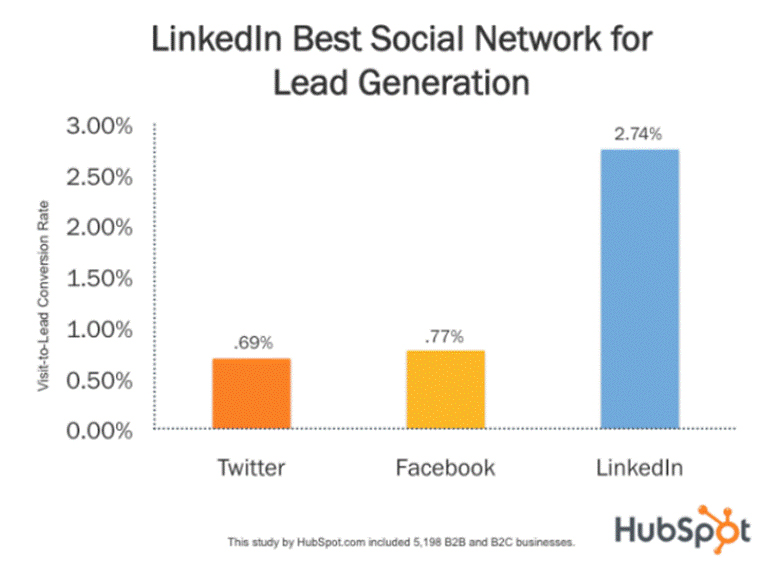 LinkedIn Best Social Network for
Lead Generation
Visit-to-Lead Conversion Rate
3.00%
2.50%
2.00%
1.50%
1.00%
0.50%
0.00%
.69%
.77%
2.74%
Twitter
Facebook
LinkedIn
This study by HubSpot.com included 5,198 B2B and B2C businesses.
HubSpot